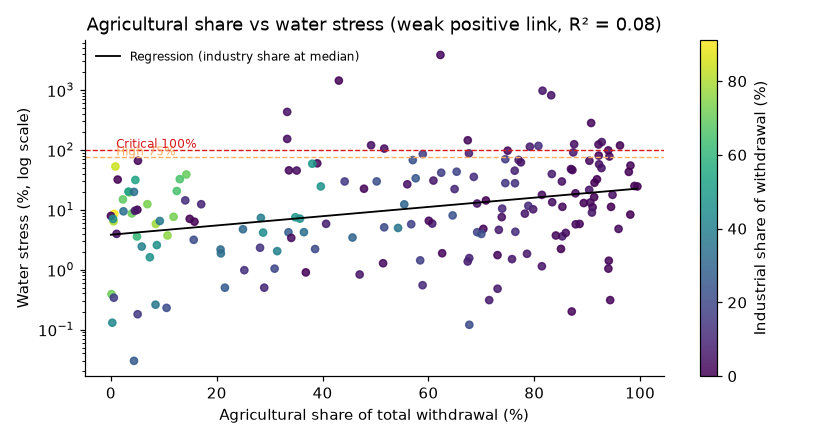 Agricultural share vs water stress (weak positive link, R² = 0.08)
Regression (industry share at median)
Critical 100%
High 75%
Water stress (%, log scale)
10³
10²
10¹
10⁰
10⁻¹
0
20
40
60
80
100
Agricultural share of total withdrawal (%)
80
60
40
20
0
Industrial share of withdrawal (%)